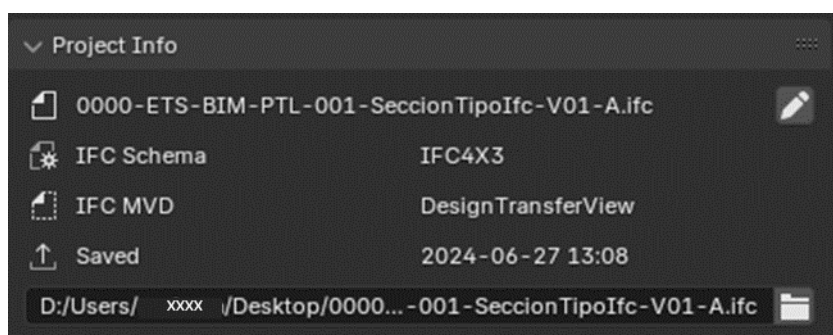 Project Info
0000-ETS-BIM-PTL-001-SeccionTipoIfc-V01-A.ifc
IFC Schema IFC4X3
IFC MVD DesignTransferView
Saved 2024-06-27 13:08
D:/Users/ xxxx /Desktop/0000...-001-SeccionTipoIfc-V01-A.ifc